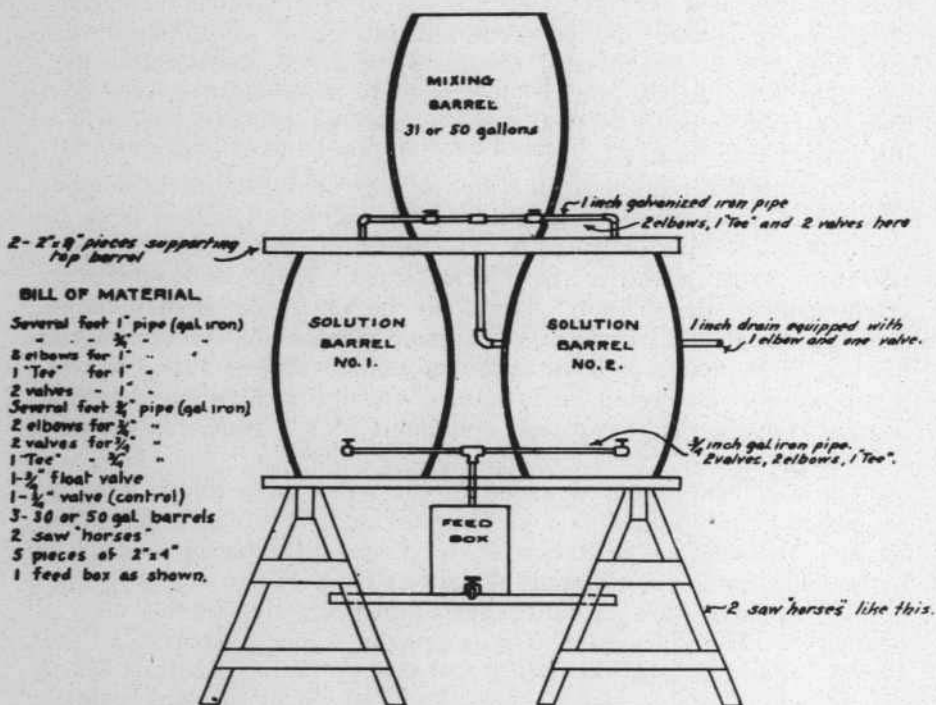 MIXING
BARREL
31 or 50 gallons
1 inch galvanized iron pipe
2 elbows, 1 "Tee" and 2 valves here
2 - 2" x 8" pieces supporting
top barrel
BILL OF MATERIAL
Several feet 1" pipe (gal iron)
" - - 3/4" " "
8 elbows for 1" " "
1 "Tee" for 1" "
2 valves - 1" "
Several feet 3/4" pipe (gal iron)
2 elbows for 3/4" "
2 valves for 3/4" "
1 "Tee" - 3/4" "
1 - 3/4" float valve
1 - 3/4" valve (control)
3 - 30 or 50 gal barrels
2 saw "horses"
5 pieces of 2" x 4"
1 feed box as shown.
SOLUTION
BARREL
NO. 1.
SOLUTION
BARREL
NO. 2.
1 inch drain equipped with
1 elbow and one valve.
3/4 inch gal iron pipe.
2 valves, 2 elbows, 1 "Tee".
FEED
BOX
2 saw "horses" like this.